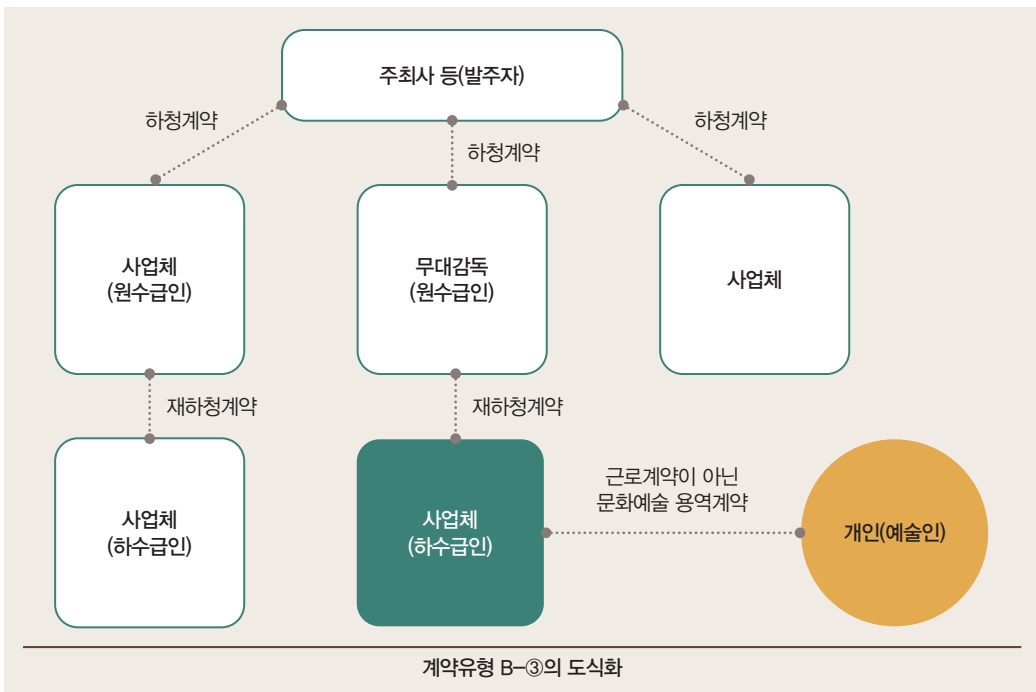 주최사 등(발주자)
하청계약
하청계약
하청계약
사업체
(원수급인)
무대감독
(원수급인)
사업체
재하청계약
재하청계약
사업체
(하수급인)
사업체
(하수급인)
근로계약이 아닌
문화예술 용역계약
개인(예술인)
계약유형 B-③의 도식화